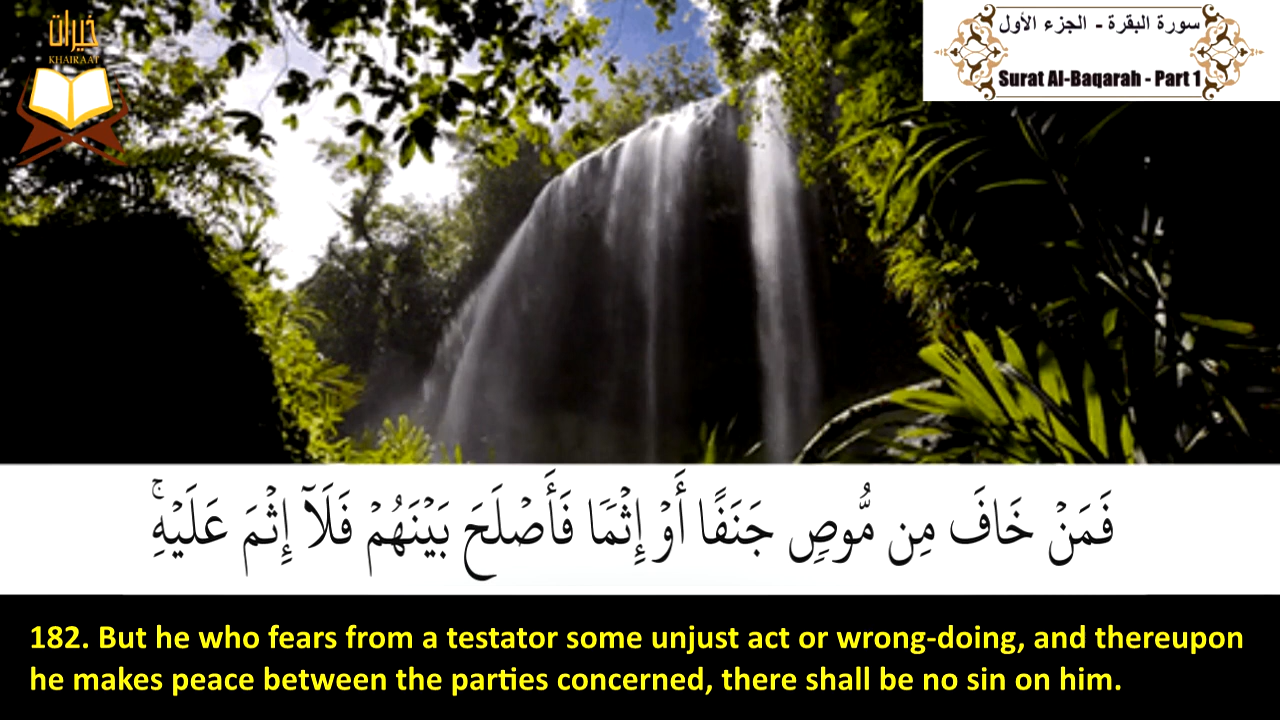 خيرات
KHAIRAAT
سورة البقرة - الجزء الأول
Surat Al-Baqarah - Part 1
فَمَنْ خَافَ مِن مُّوصٍ جَنَفًا أَوْ إِثْمًا فَأَصْلَحَ بَيْنَهُمْ فَلَآ إِثْمَ عَلَيْهِ ۚ
182. But he who fears from a testator some unjust act or wrong-doing, and thereupon
he makes peace between the parties concerned, there shall be no sin on him.